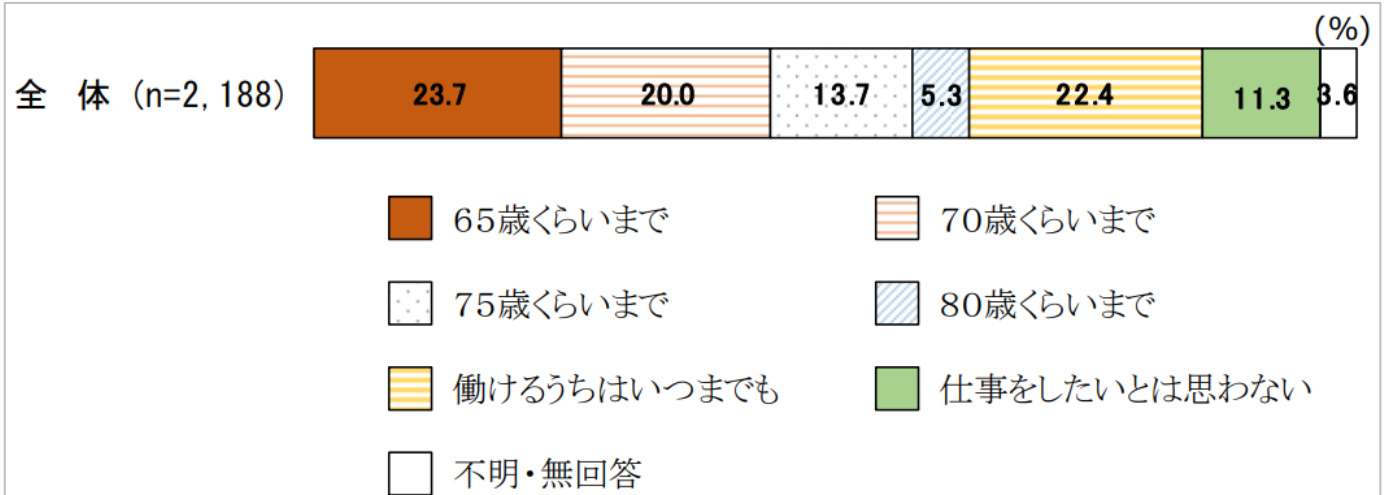 (%)
全 体 (n=2,188) 23.7 20.0 13.7 5.3 22.4 11.3 3.6
65歳くらいまで 70歳くらいまで
75歳くらいまで 80歳くらいまで
働けるうちはいつまでも 仕事をしたいとは思わない
不明・無回答